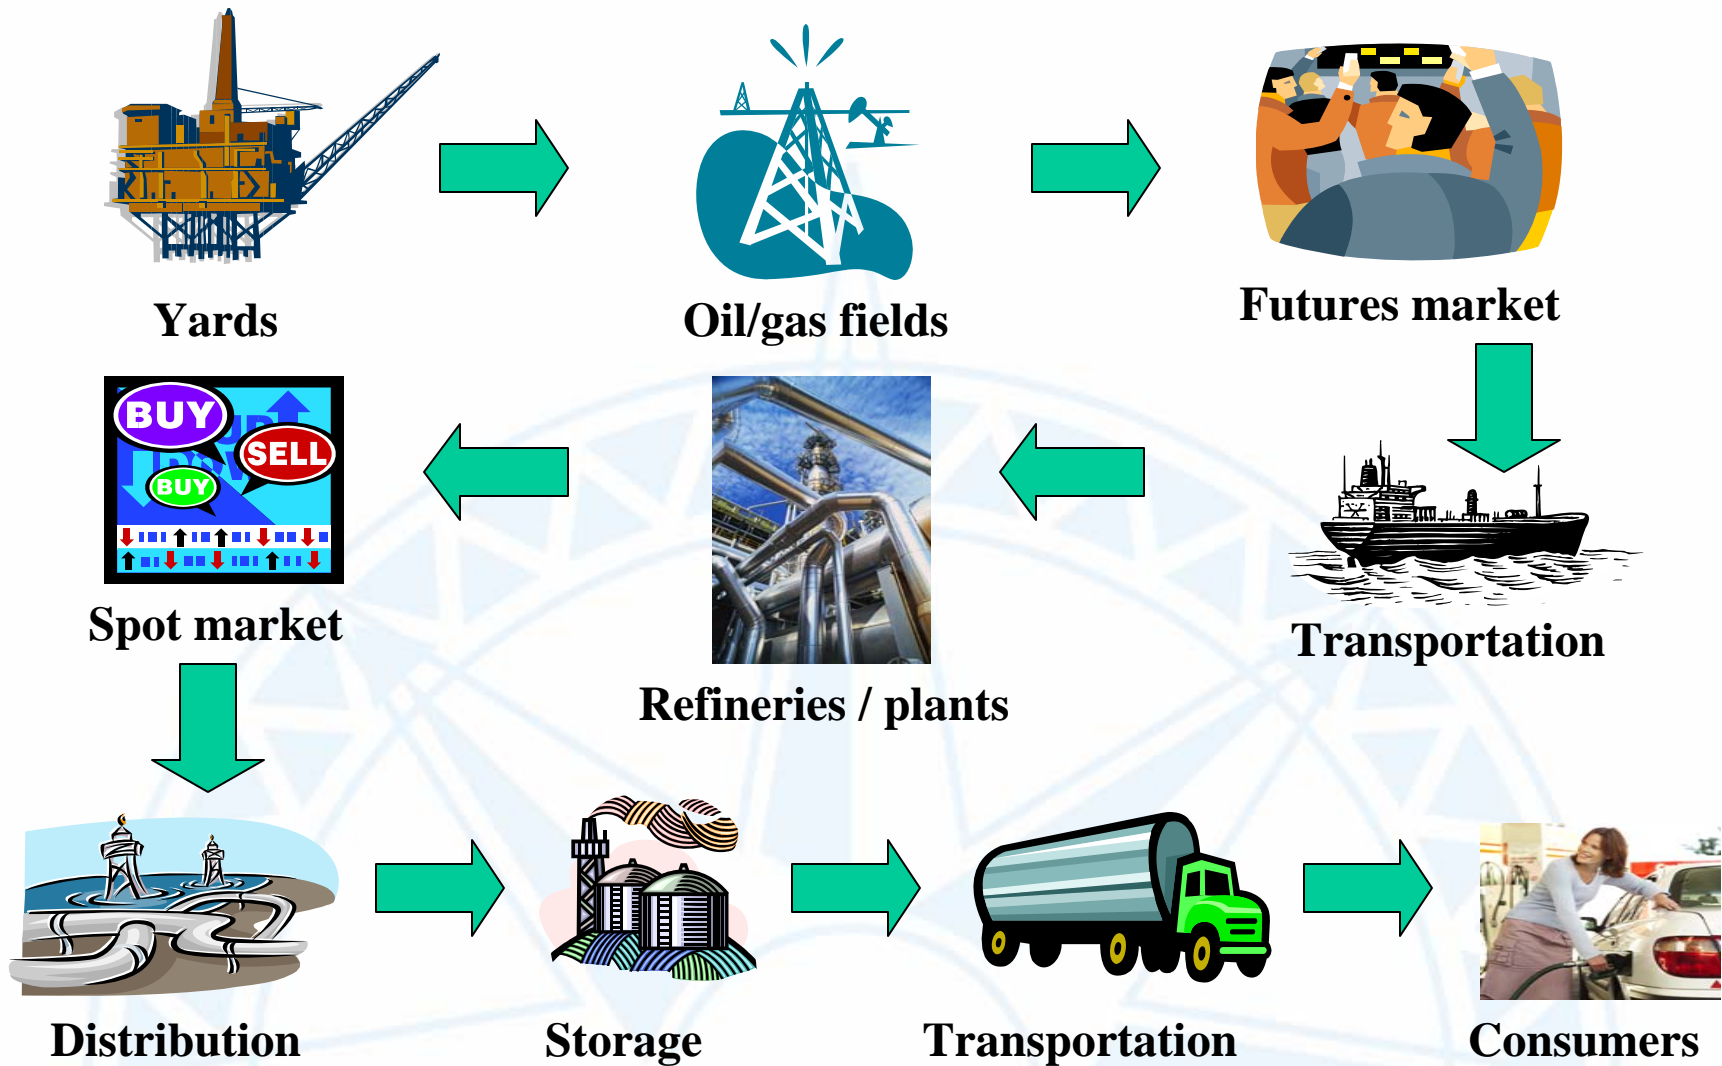 Yards
Oil/gas fields
Futures market
BUY
SELL
BUY
Spot market
Refineries / plants
Transportation
Distribution
Storage
Transportation
Consumers